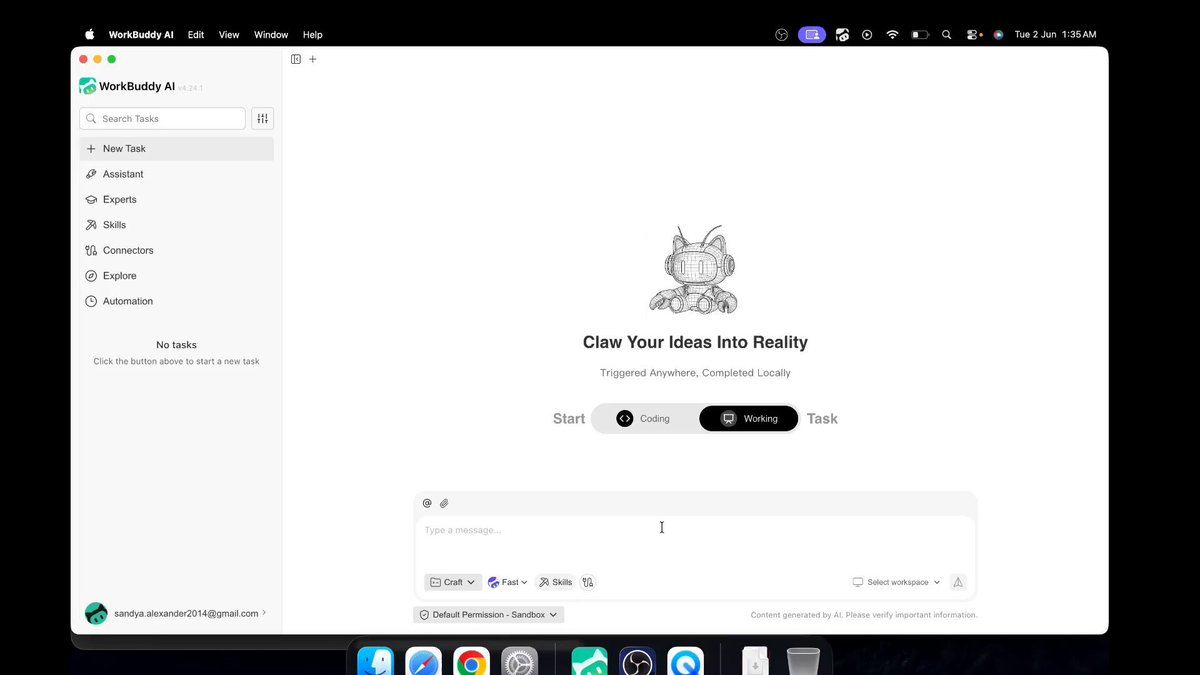 WorkBuddy AI Edit View Window Help Tue 2 Jun 1:35 AM
WorkBuddy AI v4.24.1
Search Tasks
New Task
Assistant
Experts
Skills
Connectors
Explore
Automation
No tasks
Click the button above to start a new task
sandya.alexander2014@gmail.com
Claw Your Ideas Into Reality
Triggered Anywhere, Completed Locally
Start Coding Working Task
Type a message...
Craft Fast Skills Select workspace
Default Permission - Sandbox Content generated by AI. Please verify important information.